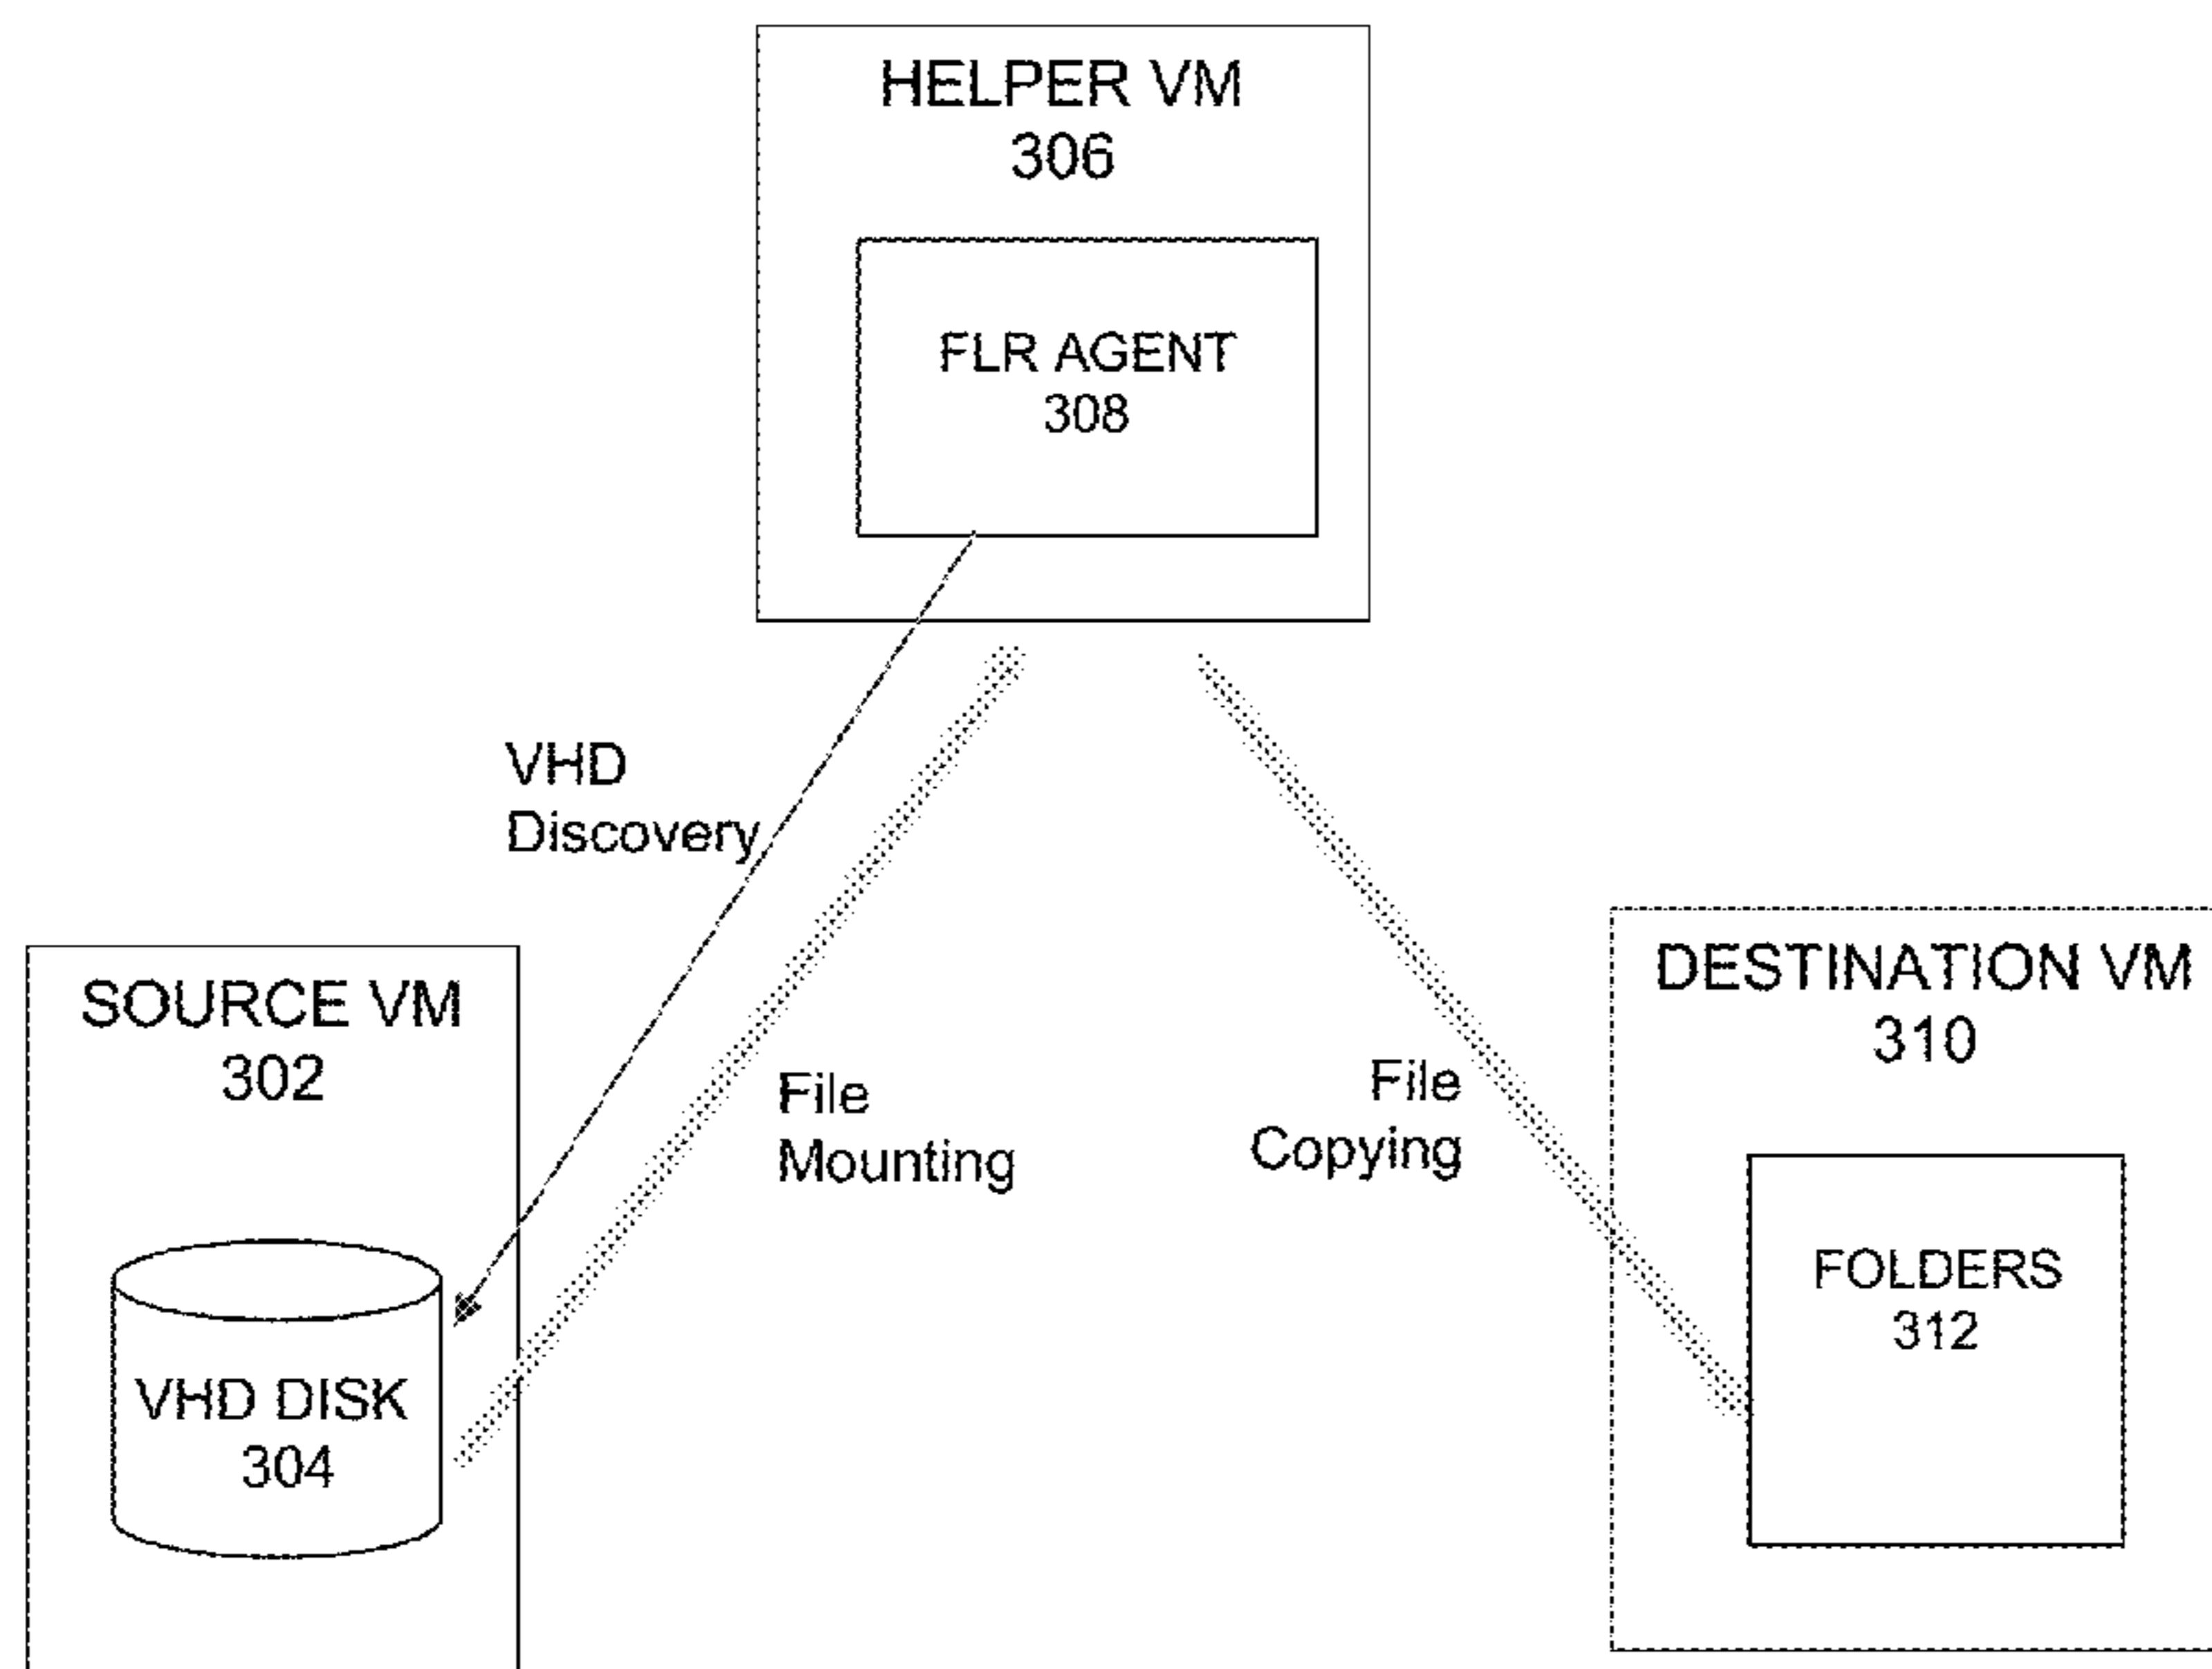 HELPER VM
306
FLR AGENT
308
VHD
Discovery
SOURCE VM
302
File
Mounting
File
Copying
DESTINATION VM
310
FOLDERS
312
VHD DISK
304